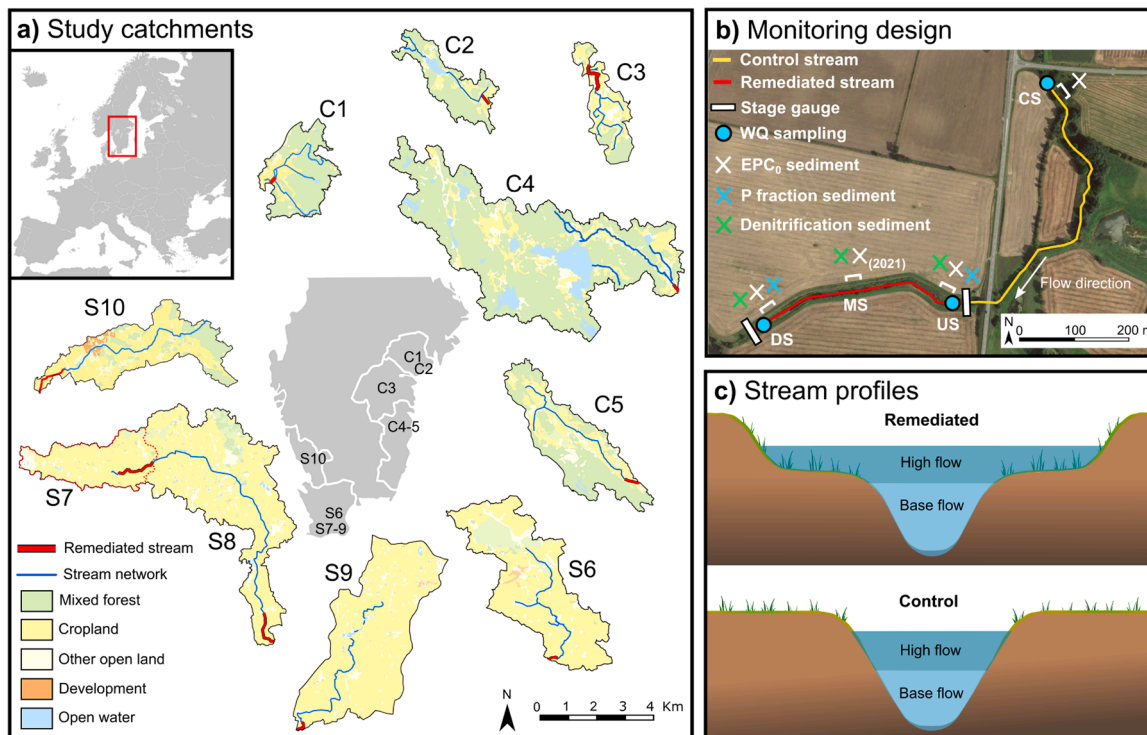 a) Study catchments
C1
C2
C3
C4
C5
S10
S7
S8
S9
S6
C1
C2
C3
C4-5
S10
S6
S7-9
Remediated stream
Stream network
Mixed forest
Cropland
Other open land
Development
Open water
N
0 1 2 3 4 Km
b) Monitoring design
Control stream
Remediated stream
Stage gauge
WQ sampling
EPC₀ sediment
P fraction sediment
Denitrification sediment
CS
(2021)
MS
US
DS
Flow direction
N
0 100 200 m
c) Stream profiles
Remediated
High flow
Base flow
Control
High flow
Base flow